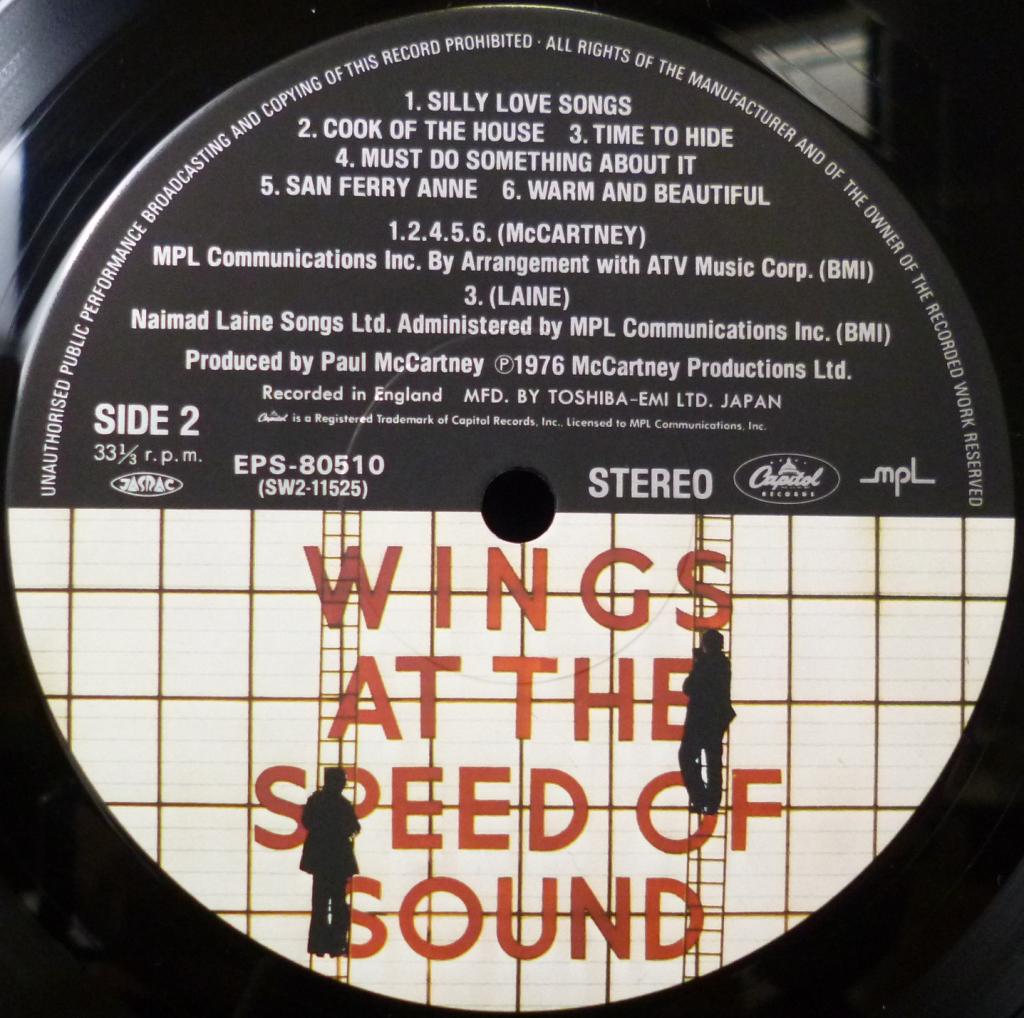 UNAUTHORISED PUBLIC PERFORMANCE BROADCASTING AND COPYING OF THIS RECORD PROHIBITED · ALL RIGHTS OF THE MANUFACTURER AND OF THE OWNER OF THE RECORDED WORK RESERVED
1. SILLY LOVE SONGS
2. COOK OF THE HOUSE 3. TIME TO HIDE
4. MUST DO SOMETHING ABOUT IT
5. SAN FERRY ANNE 6. WARM AND BEAUTIFUL
1.2.4.5.6. (McCARTNEY)
MPL Communications Inc. By Arrangement with ATV Music Corp. (BMI)
3. (LAINE)
Naimad Laine Songs Ltd. Administered by MPL Communications Inc. (BMI)
Produced by Paul McCartney ℗1976 McCartney Productions Ltd.
Recorded in England MFD. BY TOSHIBA-EMI LTD. JAPAN
Capitol is a Registered Trademark of Capitol Records, Inc., Licensed to MPL Communications, Inc.
SIDE 2
33⅓ r.p.m.
JASRAC
EPS-80510
(SW2-11525)
STEREO
Capitol
RECORDS
mpL
WINGS
AT THE
SPEED OF
SOUND